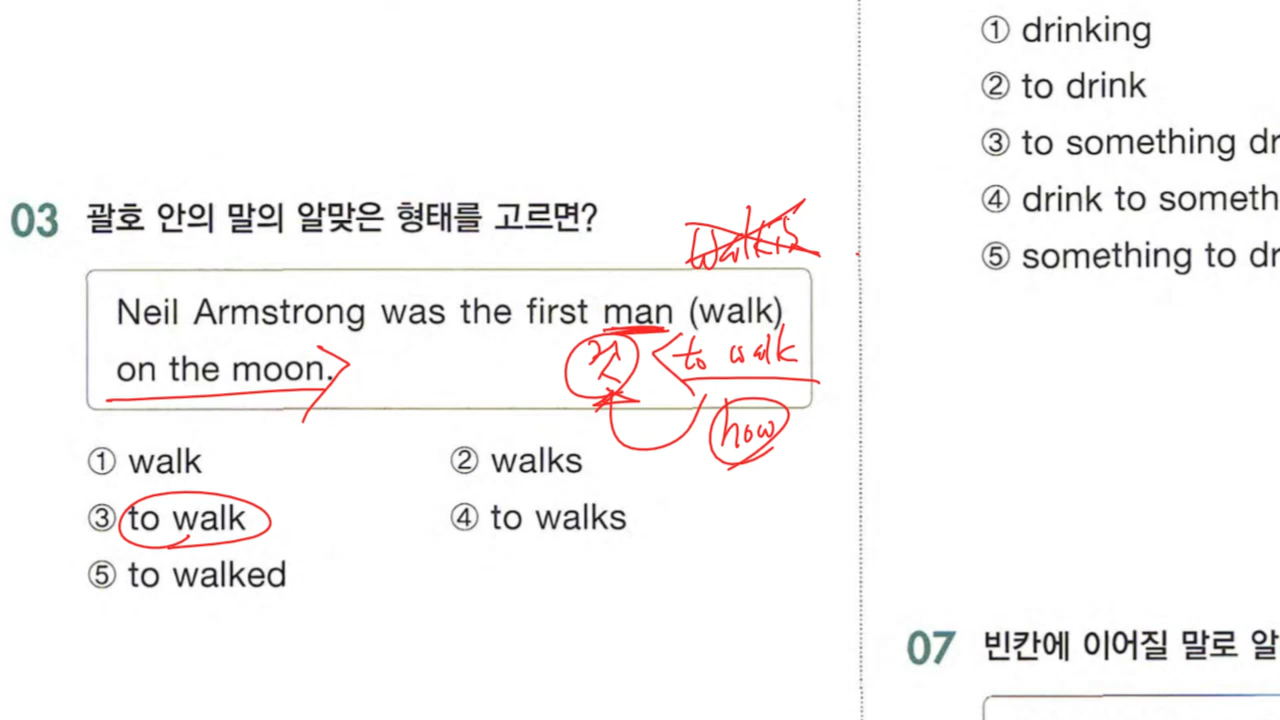 03 괄호 안의 말의 알맞은 형태를 고르면?
Neil Armstrong was the first man (walk)
on the moon.
to walk
how
① walk
② walks
③ to walk
④ to walks
⑤ to walked
① drinking
② to drink
③ to something dr
④ drink to someth
⑤ something to dr
07 빈칸에 이어질 말로 알